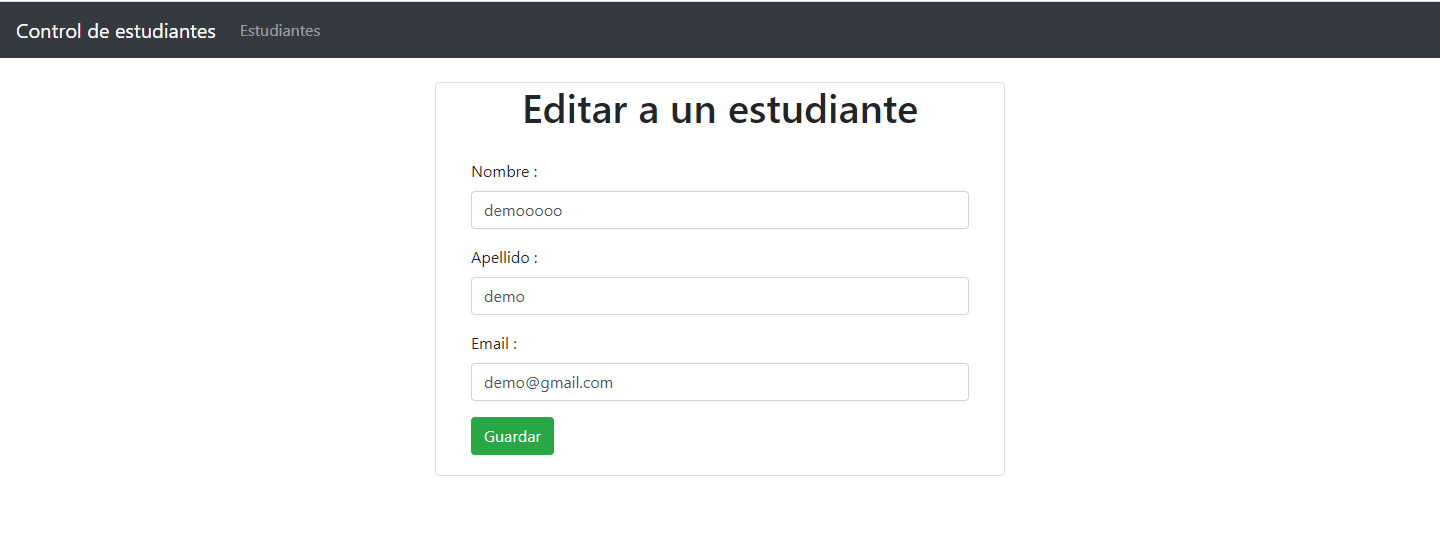 Control de estudiantes Estudiantes
Editar a un estudiante
Nombre :
demooooo
Apellido :
demo
Email :
demo@gmail.com
Guardar